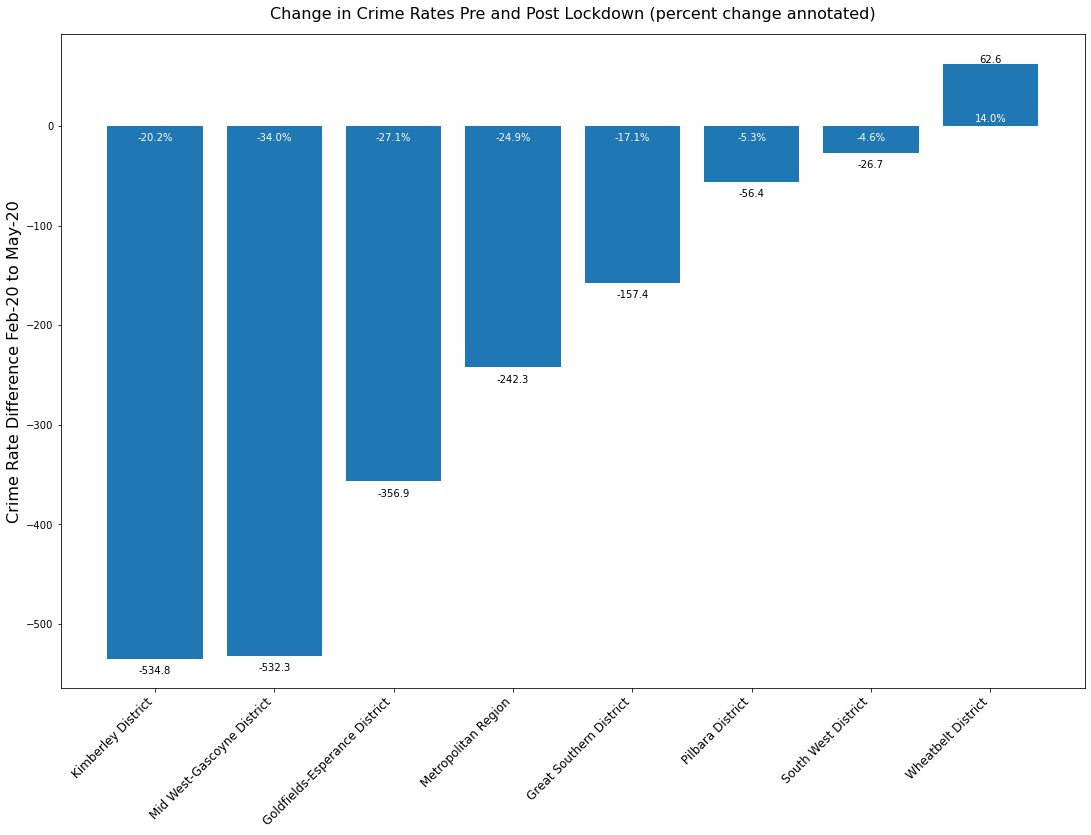 Change in Crime Rates Pre and Post Lockdown (percent change annotated)
Crime Rate Difference Feb-20 to May-20
0
−100
−200
−300
−400
−500
-20.2%
-34.0%
-27.1%
-24.9%
-17.1%
-5.3%
-4.6%
14.0%
-534.8
-532.3
-356.9
-242.3
-157.4
-56.4
-26.7
62.6
Kimberley District
Mid West-Gascoyne District
Goldfields-Esperance District
Metropolitan Region
Great Southern District
Pilbara District
South West District
Wheatbelt District